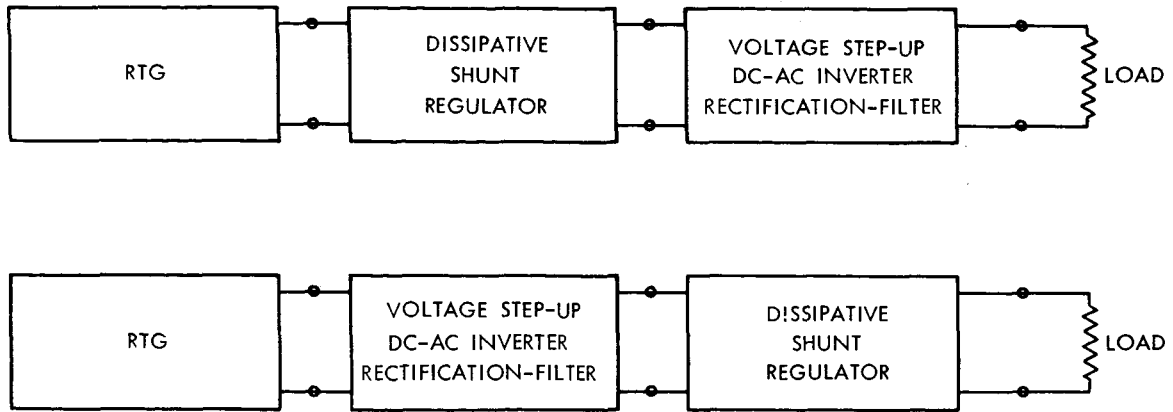 RTG
DISSIPATIVE
SHUNT
REGULATOR
VOLTAGE STEP-UP
DC-AC INVERTER
RECTIFICATION-FILTER
LOAD
RTG
VOLTAGE STEP-UP
DC-AC INVERTER
RECTIFICATION-FILTER
DISSIPATIVE
SHUNT
REGULATOR
LOAD